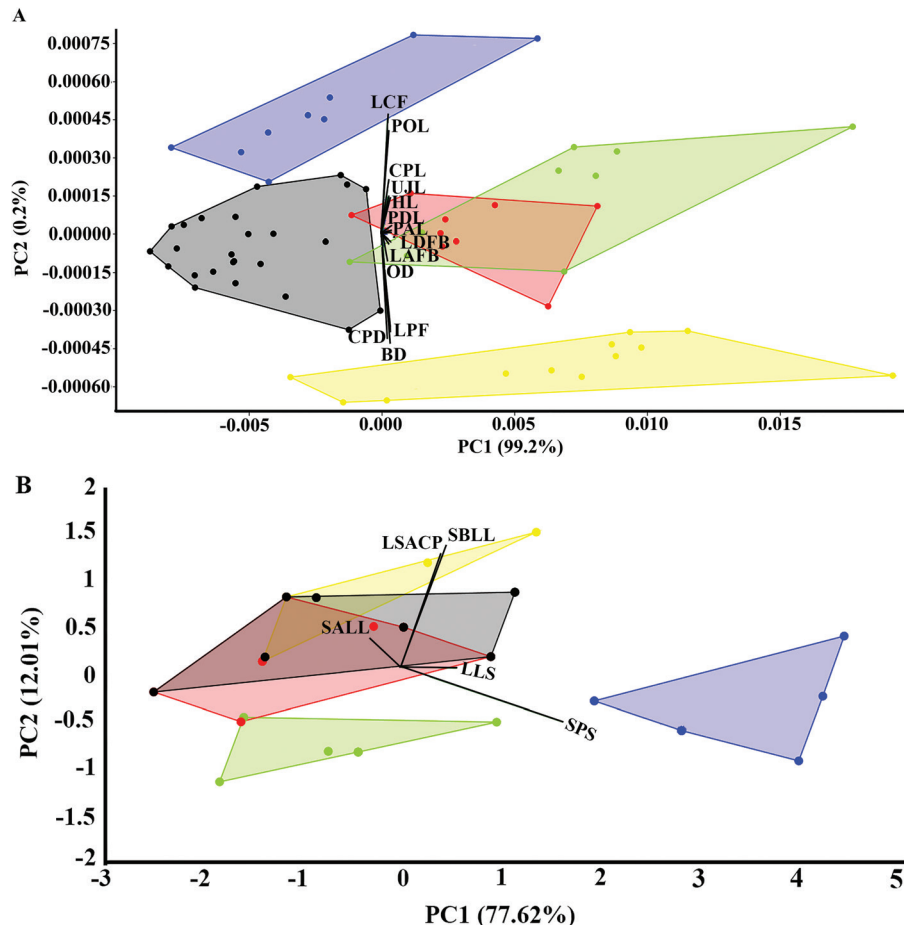 A
0.00075
0.00060
0.00045
0.00030
0.00015
0.00000
-0.00015
-0.00030
-0.00045
-0.00060
PC2 (0.2%)
LCF
POL
CPL
UJL
HL
PDL
PAL
LDFB
LAFB
OD
CPD LPF
BD
-0.005 0.000 0.005 0.010 0.015
PC1 (99.2%)
B
2
1.5
1
0.5
0
-0.5
-1
-1.5
-2
PC2 (12.01%)
LSACP SBLL
SALL
LLS
SPS
-3 -2 -1 0 1 2 3 4 5
PC1 (77.62%)